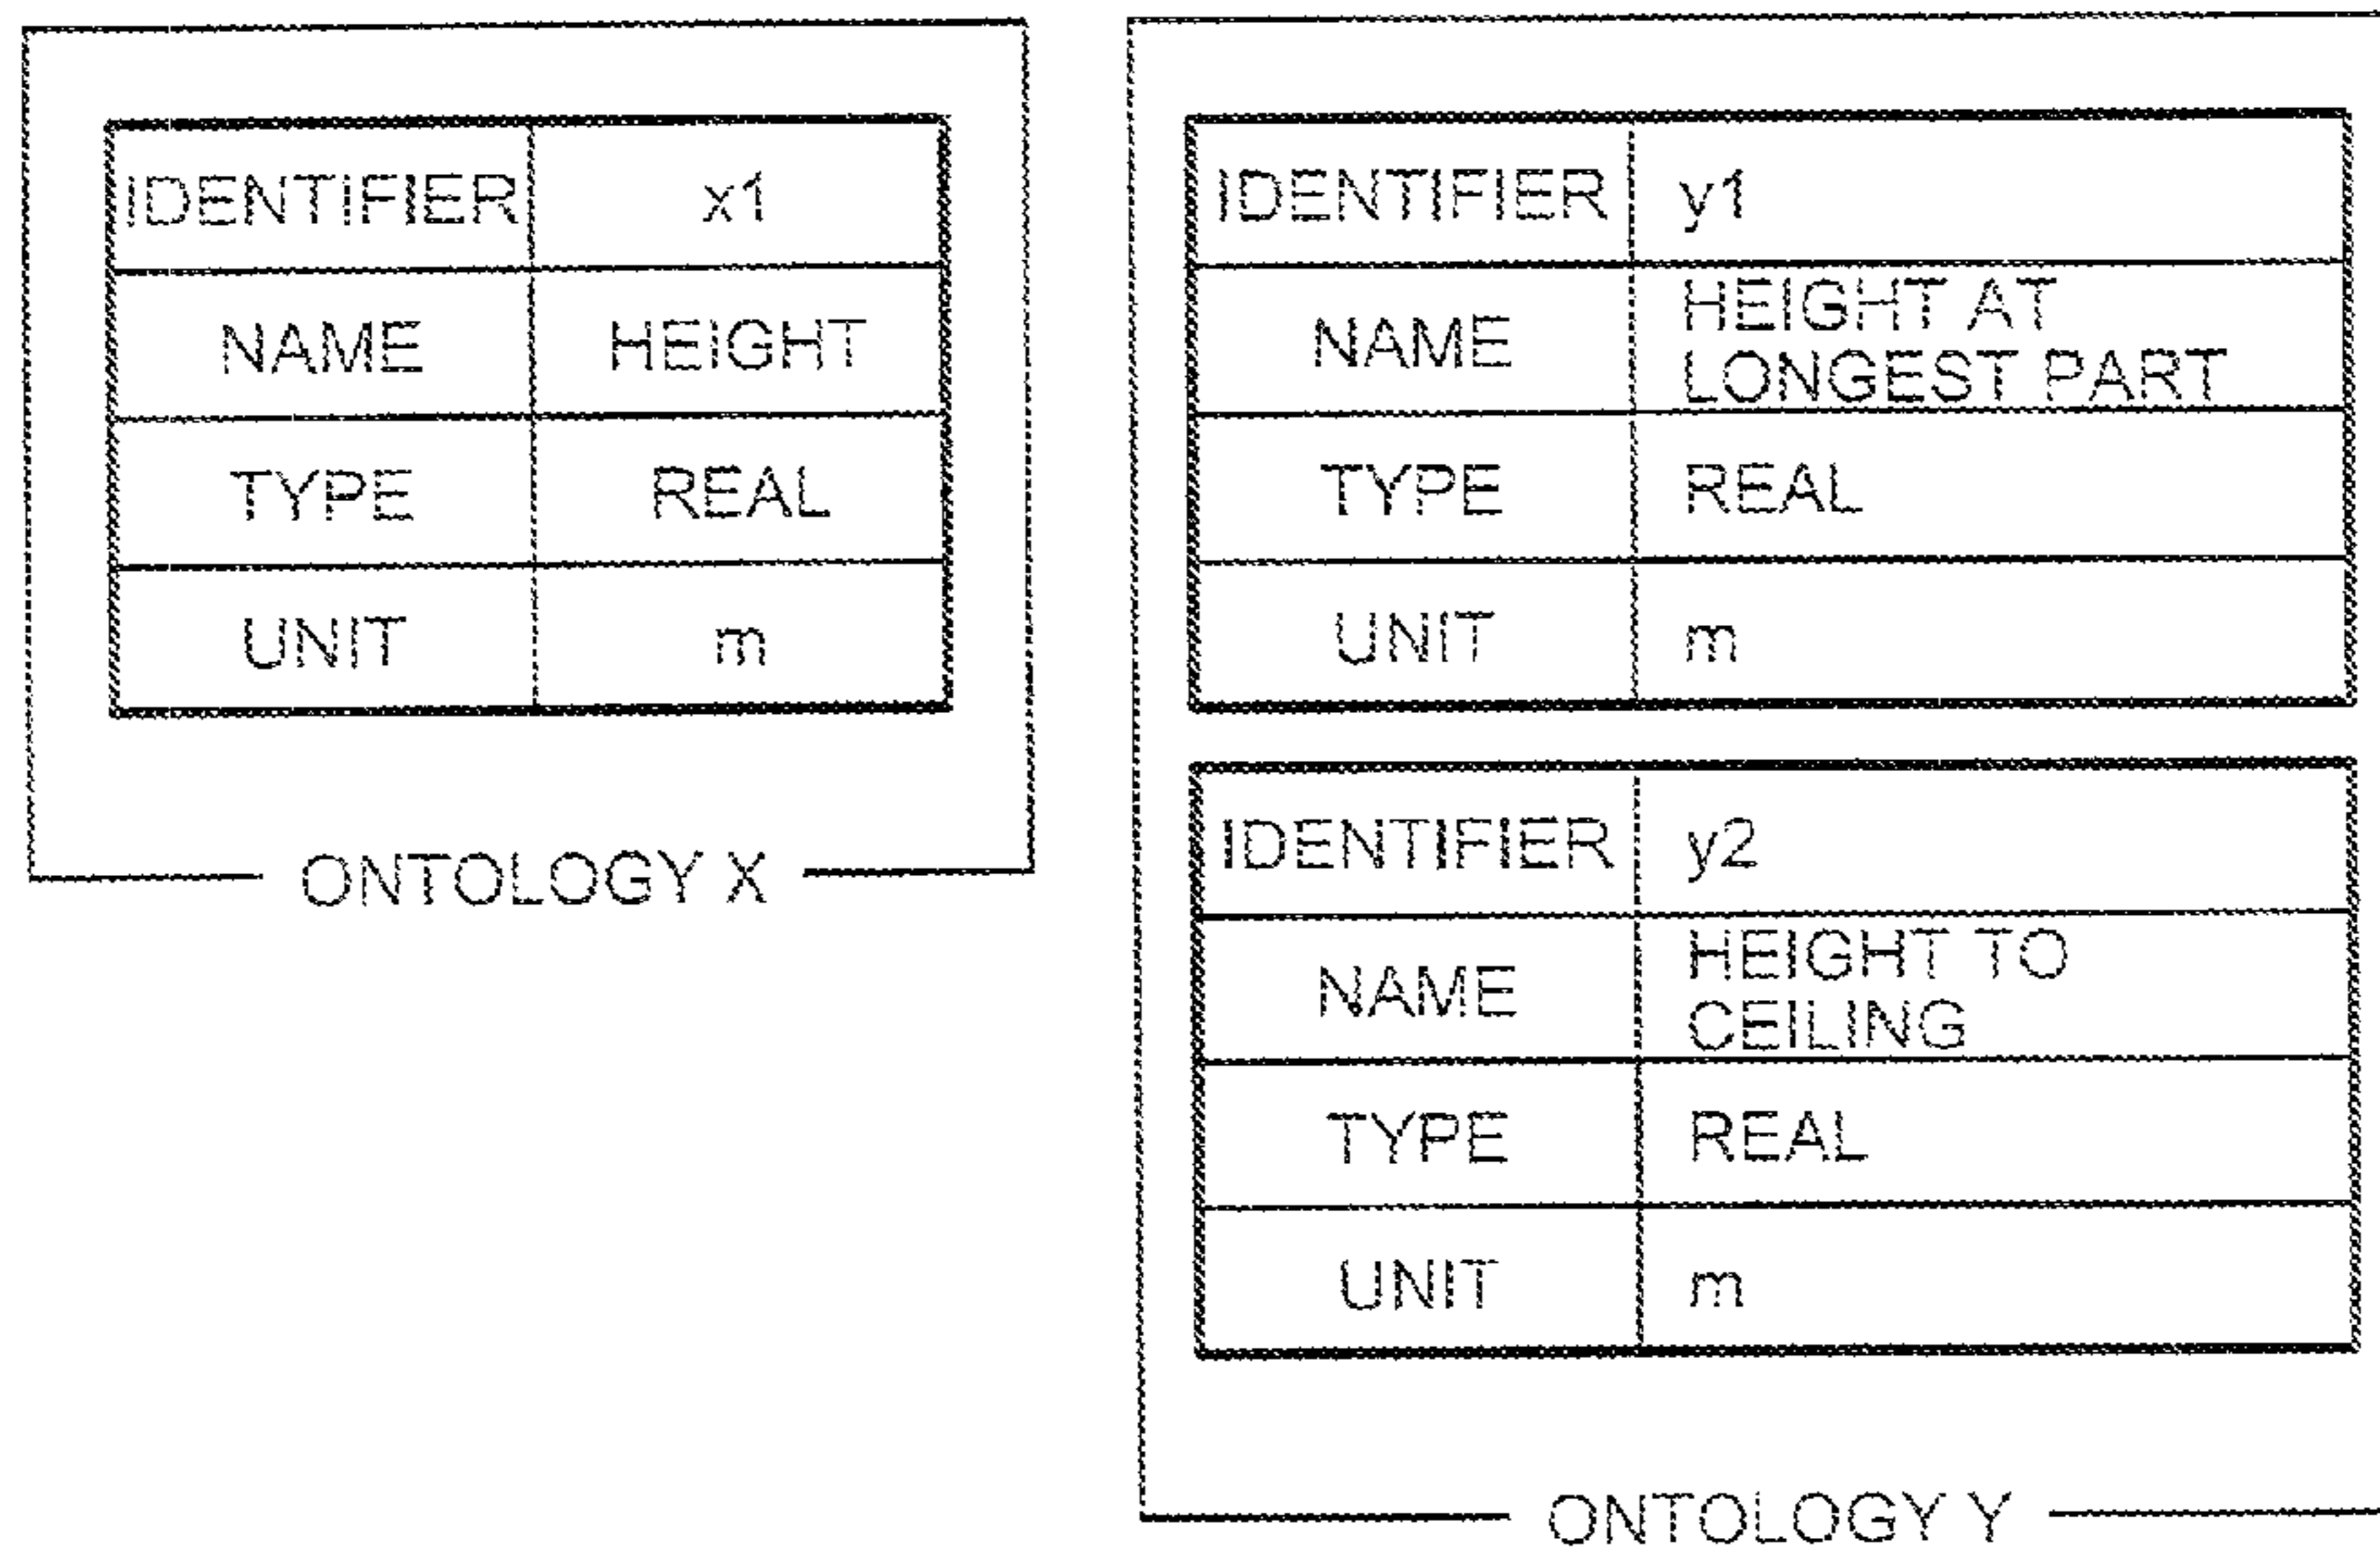 IDENTIFIER x1
NAME HEIGHT
TYPE REAL
UNIT m
ONTOLOGY X
IDENTIFIER y1
NAME HEIGHT AT
LONGEST PART
TYPE REAL
UNIT m
IDENTIFIER y2
NAME HEIGHT TO
CEILING
TYPE REAL
UNIT m
ONTOLOGY Y